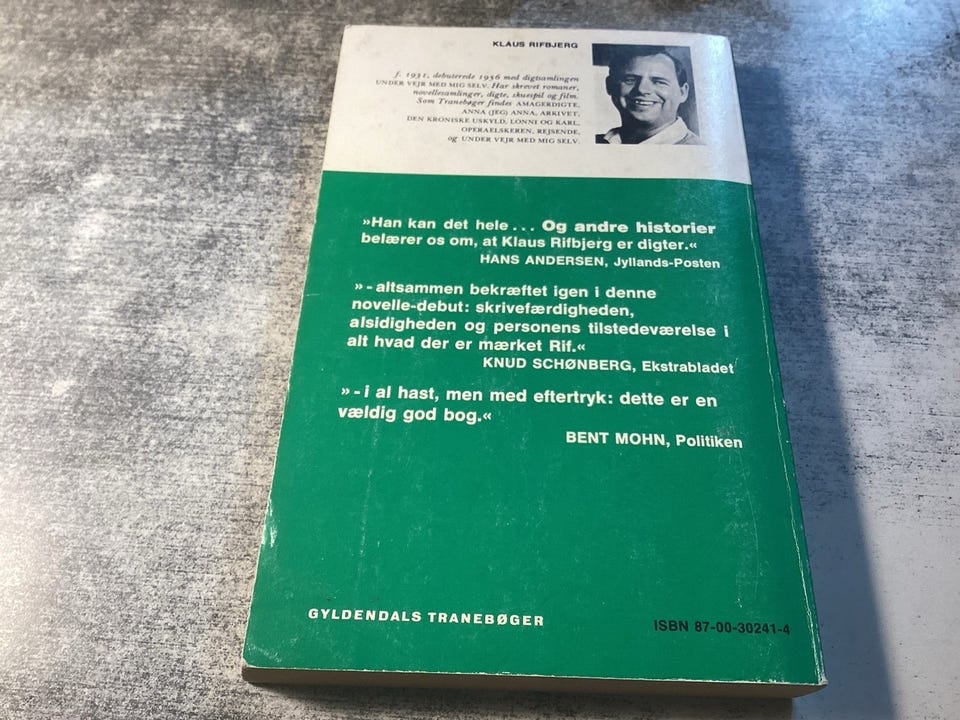 KLAUS RIFBJERG
f. 1931, debuterede 1956 med digtsamlingen
UNDER VEJR MED MIG SELV. Har skrevet romaner,
novellesamlinger, digte, skuespil og film.
Som Tranebøger findes AMAGERDIGTE,
ANNA (JEG) ANNA, ARKIVET,
DEN KRONISKE USKYLD, LONNI OG KARL,
OPERAELSKEREN, REJSENDE,
og UNDER VEJR MED MIG SELV.
»Han kan det hele... Og andre historier
belærer os om, at Klaus Rifbjerg er digter.«
HANS ANDERSEN, Jyllands-Posten
»-altsammen bekræftet igen i denne
novelle-debut: skrivefærdigheden,
alsidigheden og personens tilstedeværelse i
alt hvad der er mærket Rif.«
KNUD SCHØNBERG, Ekstrabladet
»-i al hast, men med eftertryk: dette er en
vældig god bog.«
BENT MOHN, Politiken
GYLDENDALS TRANEBØGER
ISBN 87-00-30241-4